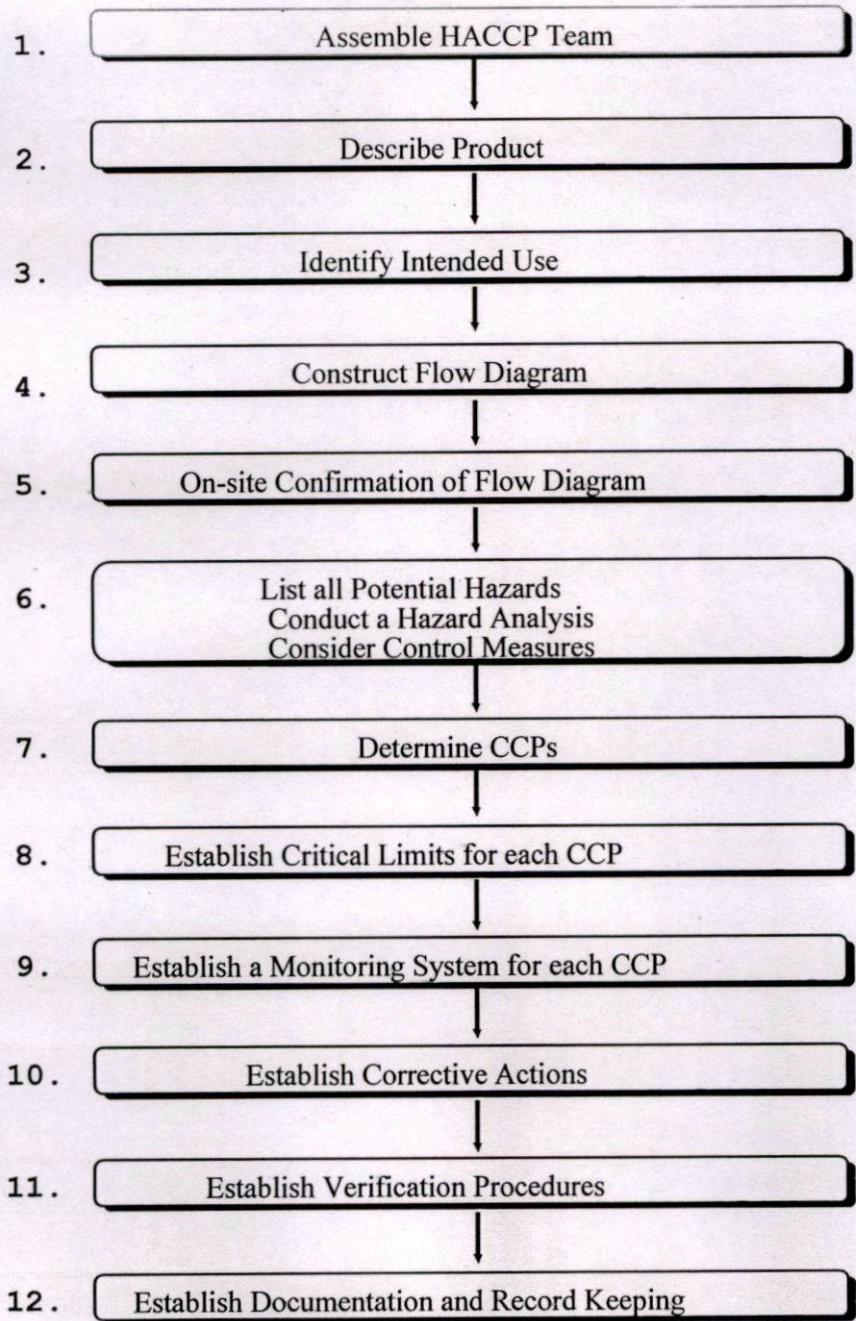 1. Assemble HACCP Team
2. Describe Product
3. Identify Intended Use
4. Construct Flow Diagram
5. On-site Confirmation of Flow Diagram
6. List all Potential Hazards
Conduct a Hazard Analysis
Consider Control Measures
7. Determine CCPs
8. Establish Critical Limits for each CCP
9. Establish a Monitoring System for each CCP
10. Establish Corrective Actions
11. Establish Verification Procedures
12. Establish Documentation and Record Keeping